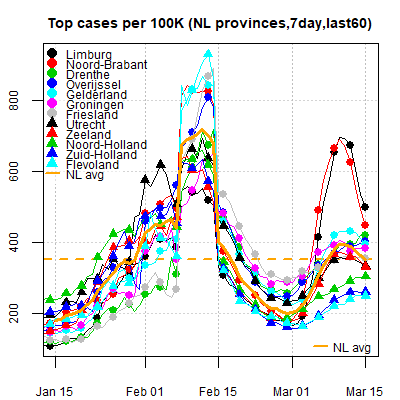 Top cases per 100K (NL provinces,7day,last60)
Limburg
Noord-Brabant
Drenthe
Overijssel
Gelderland
Groningen
Friesland
Utrecht
Zeeland
Noord-Holland
Zuid-Holland
Flevoland
NL avg
800
600
400
200
NL avg
Jan 15
Feb 01
Feb 15
Mar 01
Mar 15